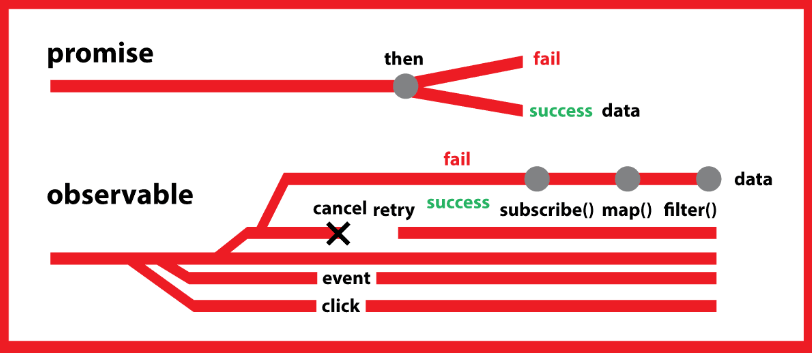 promise
then
fail
success data
observable
fail
data
cancel retry success subscribe() map() filter()
event
click